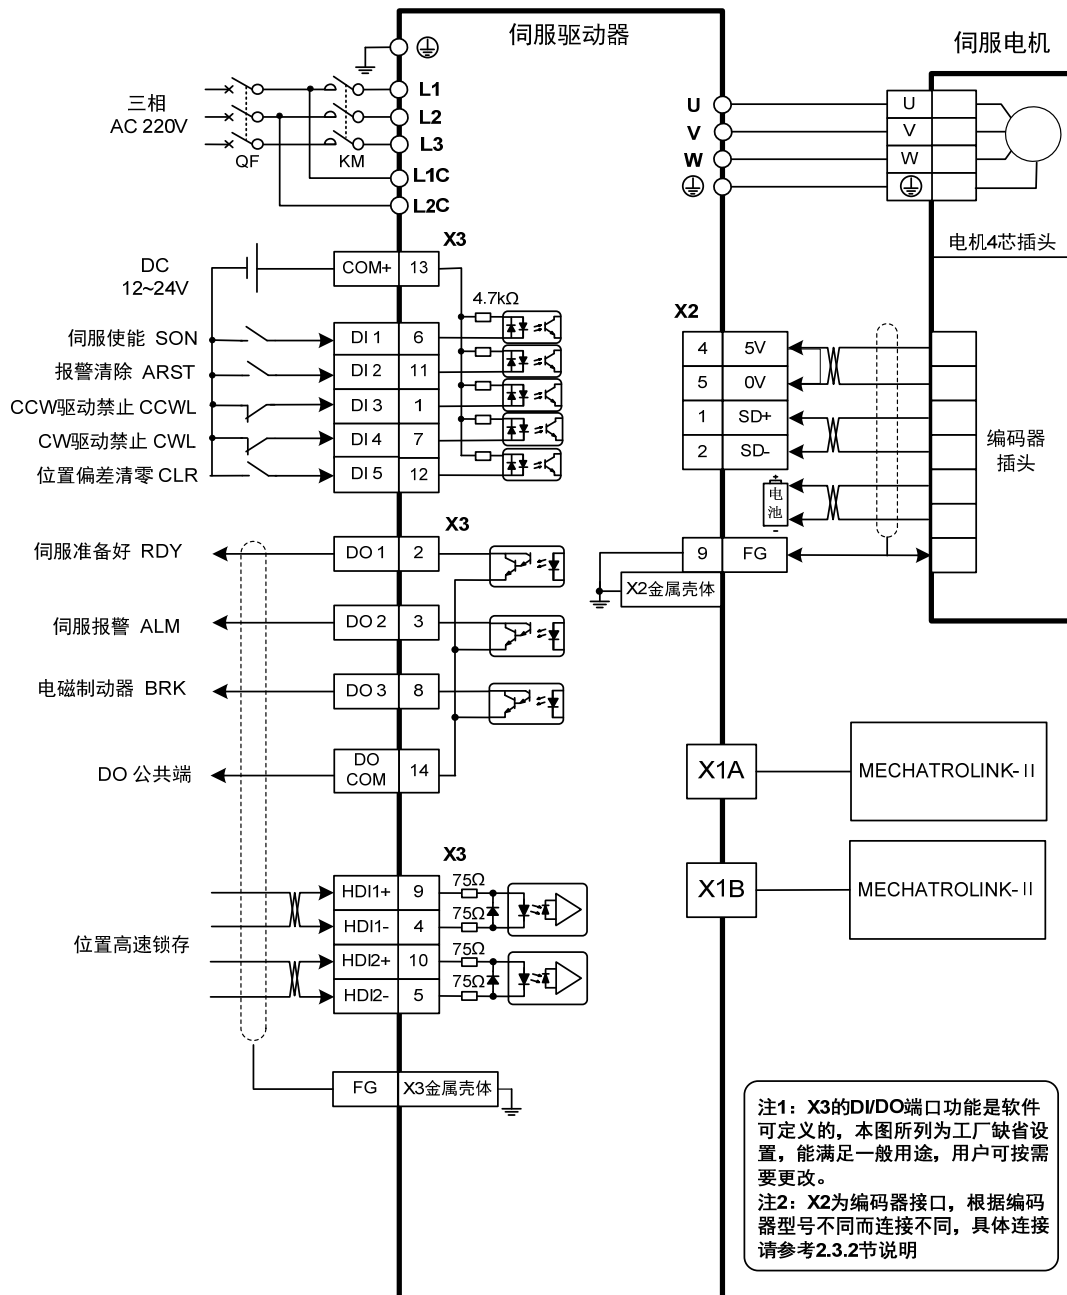 伺服驱动器
伺服电机
三相
AC 220V
QF
KM
L1
L2
L3
L1C
L2C
U
V
W
U
V
W
电机4芯插头
X3
DC
12~24V
COM+ 13
4.7kΩ
伺服使能 SON
DI 1 6
报警清除 ARST
DI 2 11
CCW驱动禁止 CCWL
DI 3 1
CW驱动禁止 CWL
DI 4 7
位置偏差清零 CLR
DI 5 12
X2
4 5V
5 0V
1 SD+
2 SD-
+
电
池
-
9 FG
X2金属壳体
编码器
插头
X3
伺服准备好 RDY
DO 1 2
伺服报警 ALM
DO 2 3
电磁制动器 BRK
DO 3 8
DO 公共端
DO
COM
14
X1A
MECHATROLINK-II
X1B
MECHATROLINK-II
X3
位置高速锁存
HDI1+ 9
75Ω
HDI1- 4
75Ω
HDI2+ 10
75Ω
HDI2- 5
75Ω
FG
X3金属壳体
注1：X3的DI/DO端口功能是软件
可定义的，本图所列为工厂缺省设
置，能满足一般用途，用户可按需
要更改。
注2：X2为编码器接口，根据编码
器型号不同而连接不同，具体连接
请参考2.3.2节说明